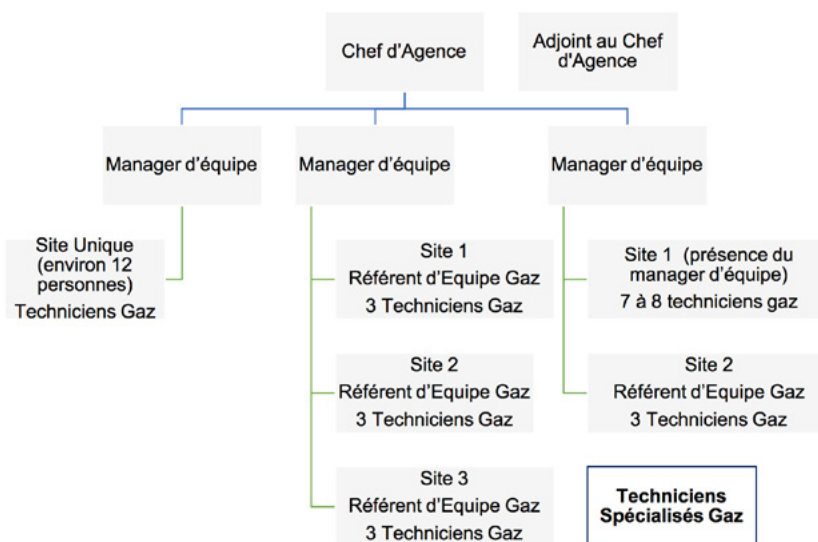 Chef d'Agence
Adjoint au Chef
d'Agence
Manager d'équipe
Manager d'équipe
Manager d'équipe
Site Unique
(environ 12
personnes)
Techniciens Gaz
Site 1
Référent d'Equipe Gaz
3 Techniciens Gaz
Site 2
Référent d'Equipe Gaz
3 Techniciens Gaz
Site 3
Référent d'Equipe Gaz
3 Techniciens Gaz
Site 1 (présence du
manager d'équipe)
7 à 8 techniciens gaz
Site 2
Référent d'Equipe Gaz
3 Techniciens Gaz
Techniciens
Spécialisés Gaz